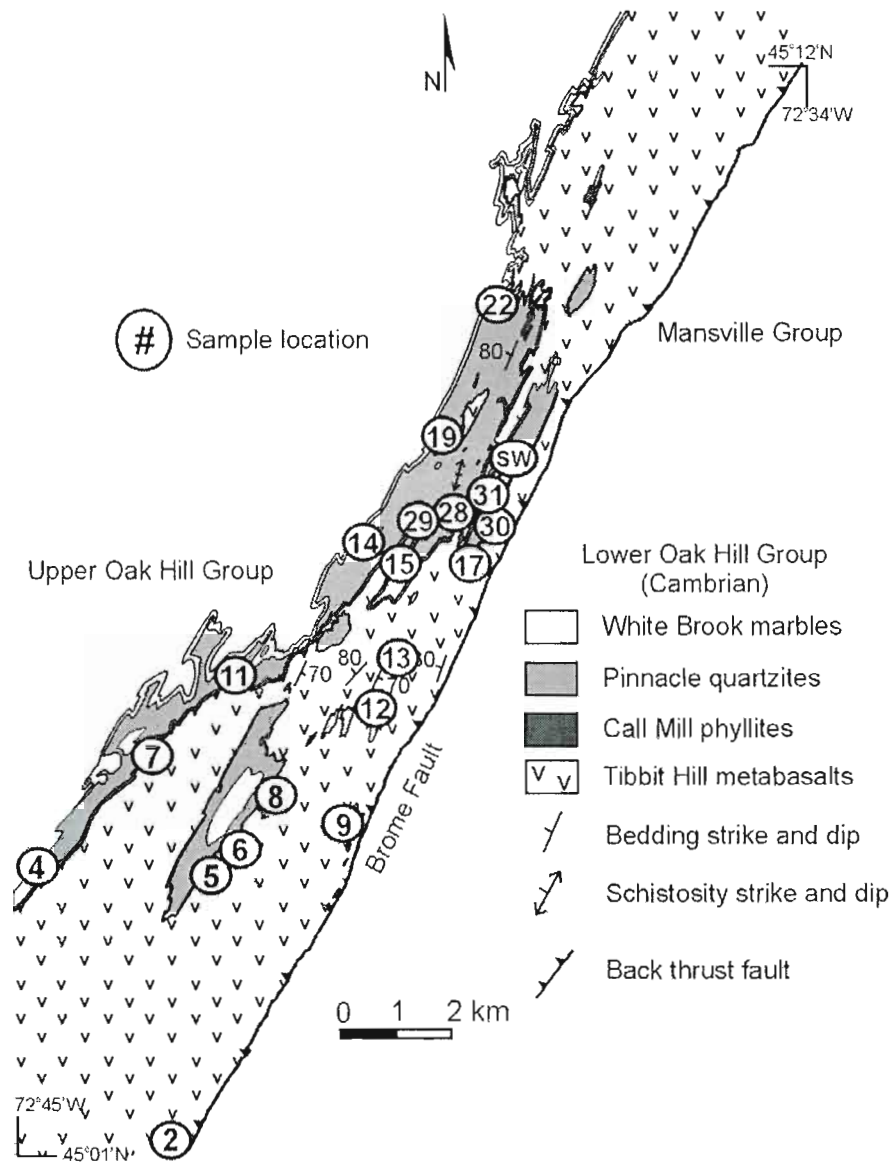 N
45°12'N
72°34'W
22
# Sample location
Mansville Group
80
19
SW
31
29
28
30
14
15
17
Upper Oak Hill Group
Lower Oak Hill Group
(Cambrian)
White Brook marbles
Pinnacle quartzites
Call Mill phyllites
Tibbit Hill metabasalts
Bedding strike and dip
Schistosity strike and dip
Back thrust fault
13
80
70
70
11
12
7
8
9
Brome Fault
6
5
4
0 1 2 km
72°45'W
45°01'N
2